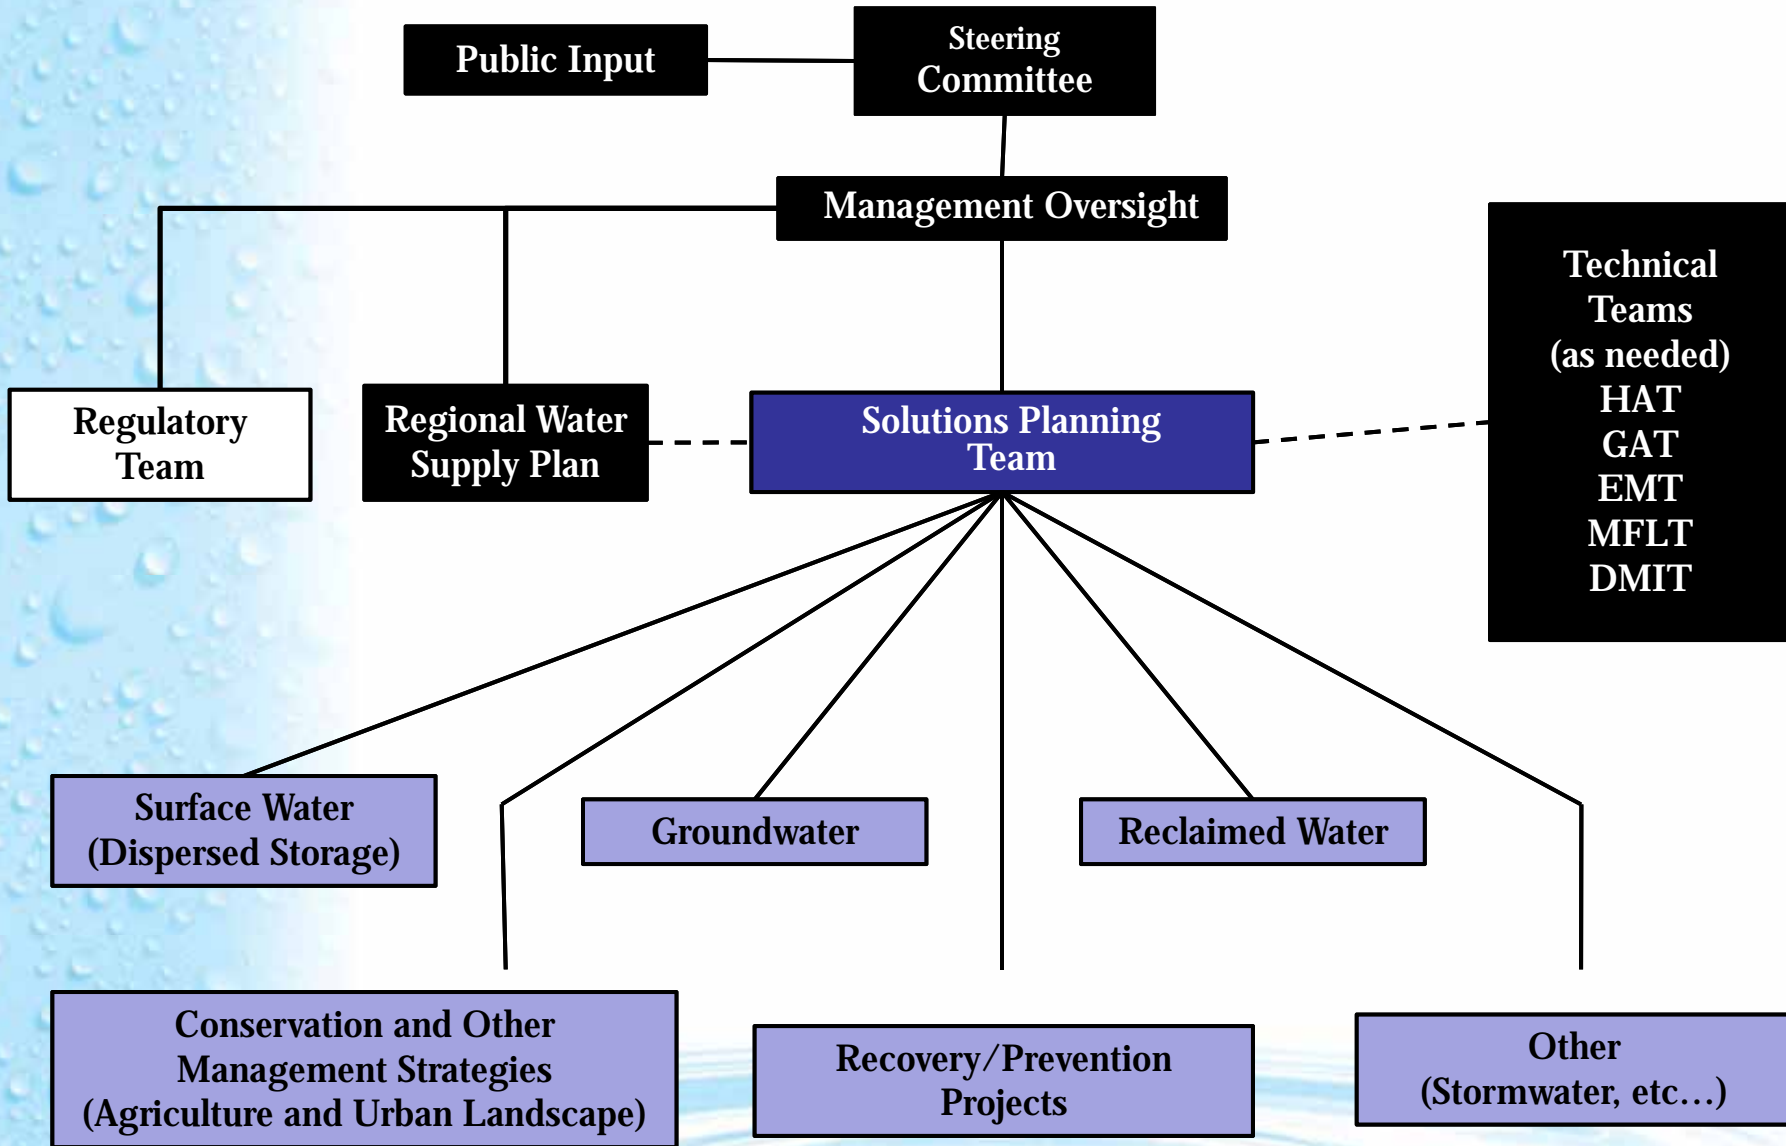 Public Input
Steering
Committee
Management Oversight
Technical
Teams
(as needed)
HAT
GAT
EMT
MFLT
DMIT
Regulatory
Team
Regional Water
Supply Plan
Solutions Planning
Team
Surface Water
(Dispersed Storage)
Groundwater
Reclaimed Water
Conservation and Other
Management Strategies
(Agriculture and Urban Landscape)
Recovery/Prevention
Projects
Other
(Stormwater, etc...)